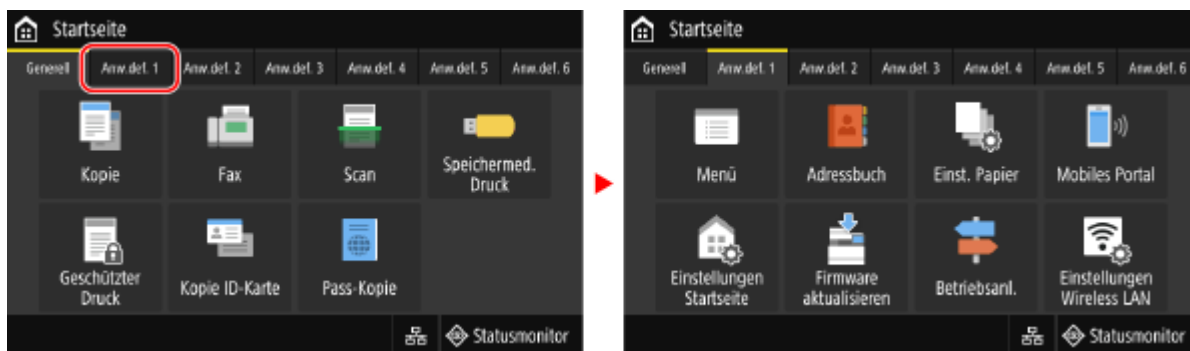 Startseite
Generell Anw.def. 1 Anw.def. 2 Anw.def. 3 Anw.def. 4 Anw.def. 5 Anw.def. 6
Kopie Fax Scan Speichermed.
Druck
Geschützter
Druck Kopie ID-Karte Pass-Kopie
Statusmonitor
Startseite
Generell Anw.def. 1 Anw.def. 2 Anw.def. 3 Anw.def. 4 Anw.def. 5 Anw.def. 6
Menü Adressbuch Einst. Papier Mobiles Portal
Einstellungen
Startseite Firmware
aktualisieren Betriebsanl. Einstellungen
Wireless LAN
Statusmonitor